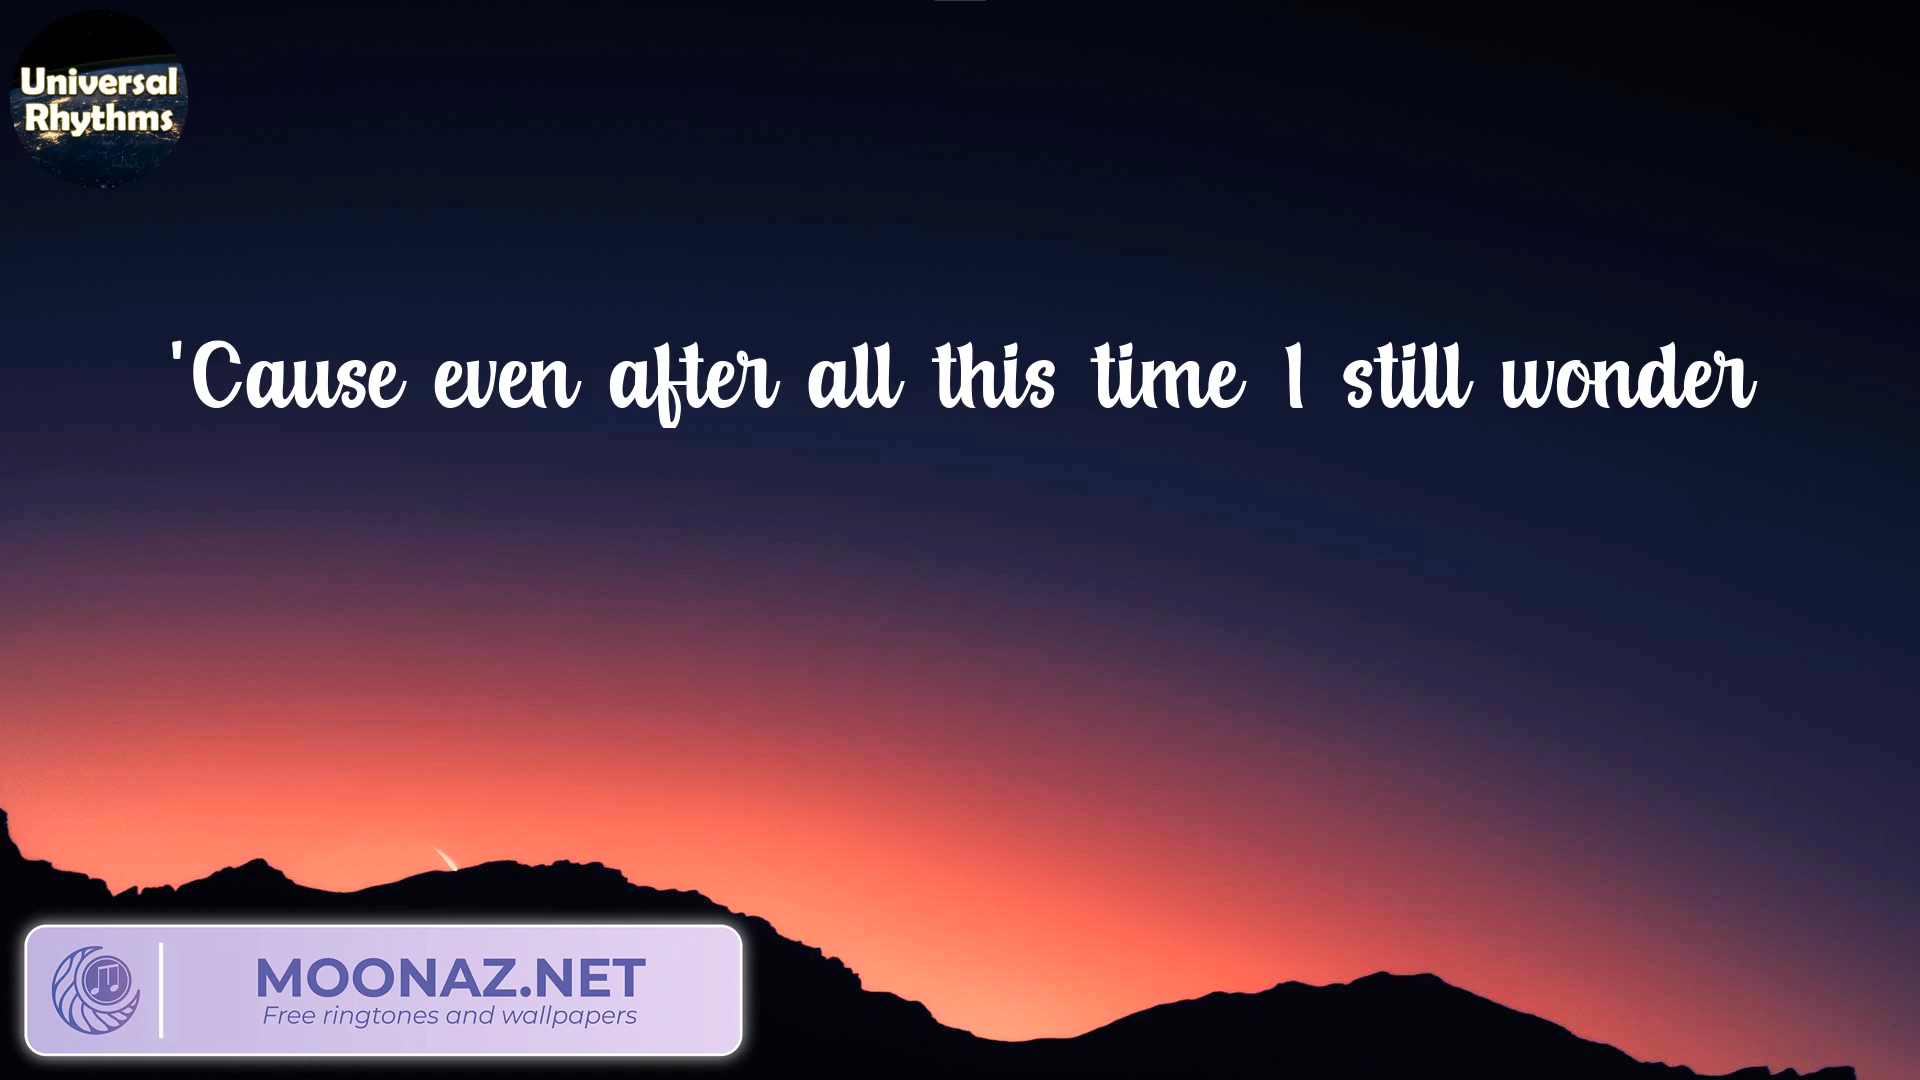 Universal
Rhythms
'Cause even after all this time I still wonder
MOONAZ.NET
Free ringtones and wallpapers